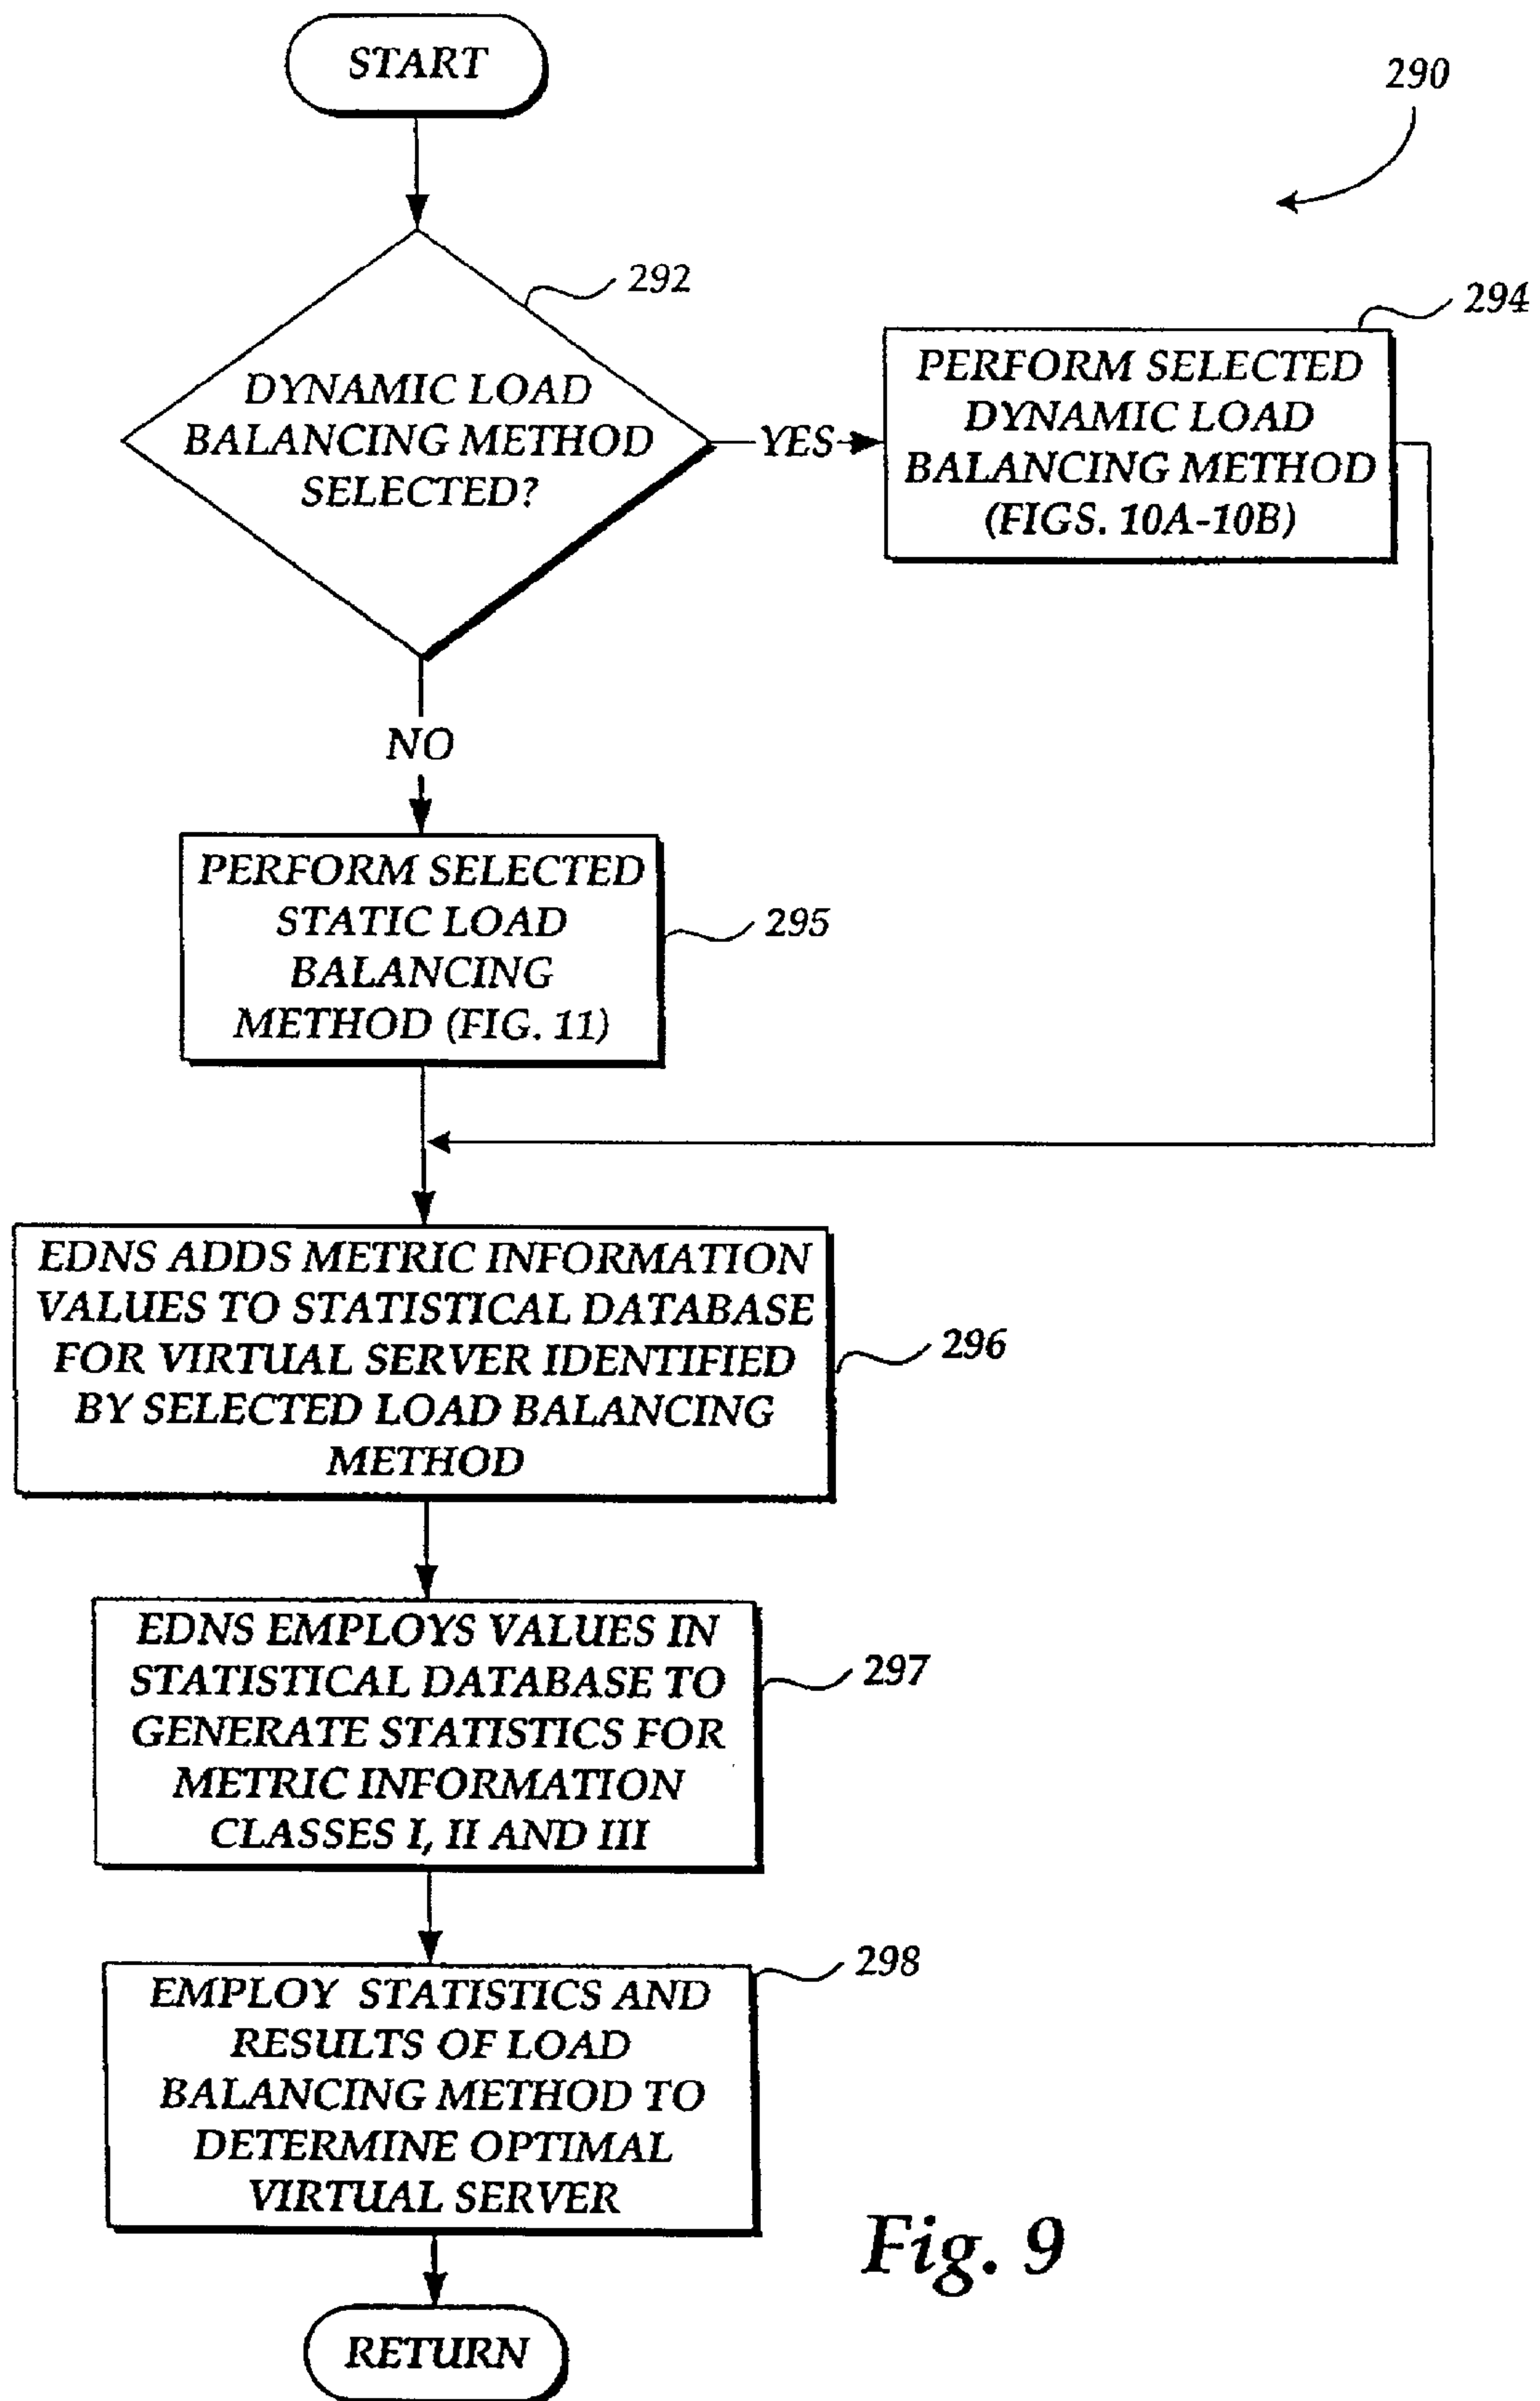 START
290
292
DYNAMIC LOAD
BALANCING METHOD
SELECTED?
YES
294
PERFORM SELECTED
DYNAMIC LOAD
BALANCING METHOD
(FIGS. 10A-10B)
NO
PERFORM SELECTED
STATIC LOAD
BALANCING
METHOD (FIG. 11)
295
EDNS ADDS METRIC INFORMATION
VALUES TO STATISTICAL DATABASE
FOR VIRTUAL SERVER IDENTIFIED
BY SELECTED LOAD BALANCING
METHOD
296
EDNS EMPLOYS VALUES IN
STATISTICAL DATABASE TO
GENERATE STATISTICS FOR
METRIC INFORMATION
CLASSES I, II AND III
297
EMPLOY STATISTICS AND
RESULTS OF LOAD
BALANCING METHOD TO
DETERMINE OPTIMAL
VIRTUAL SERVER
298
Fig. 9
RETURN